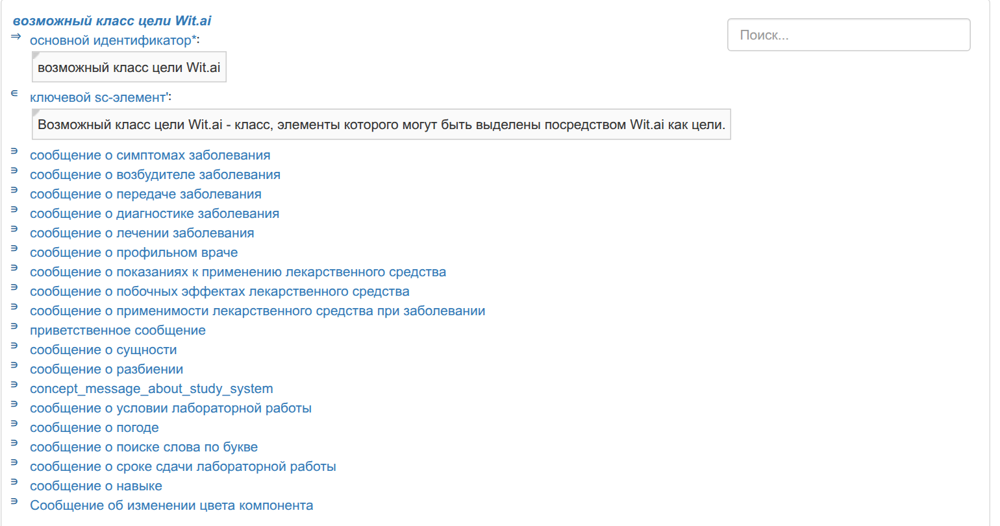 возможный класс цели Wit.ai
Поиск...
⇒ основной идентификатор*:
возможный класс цели Wit.ai
∈ ключевой sc-элемент':
Возможный класс цели Wit.ai - класс, элементы которого могут быть выделены посредством Wit.ai как цели.
∋ сообщение о симптомах заболевания
∋ сообщение о возбудителе заболевания
∋ сообщение о передаче заболевания
∋ сообщение о диагностике заболевания
∋ сообщение о лечении заболевания
∋ сообщение о профильном враче
∋ сообщение о показаниях к применению лекарственного средства
∋ сообщение о побочных эффектах лекарственного средства
∋ сообщение о применимости лекарственного средства при заболевании
∋ приветственное сообщение
∋ сообщение о сущности
∋ сообщение о разбиении
∋ concept_message_about_study_system
∋ сообщение о условии лабораторной работы
∋ сообщение о погоде
∋ сообщение о поиске слова по букве
∋ сообщение о сроке сдачи лабораторной работы
∋ сообщение о навыке
∋ Сообщение об изменении цвета компонента